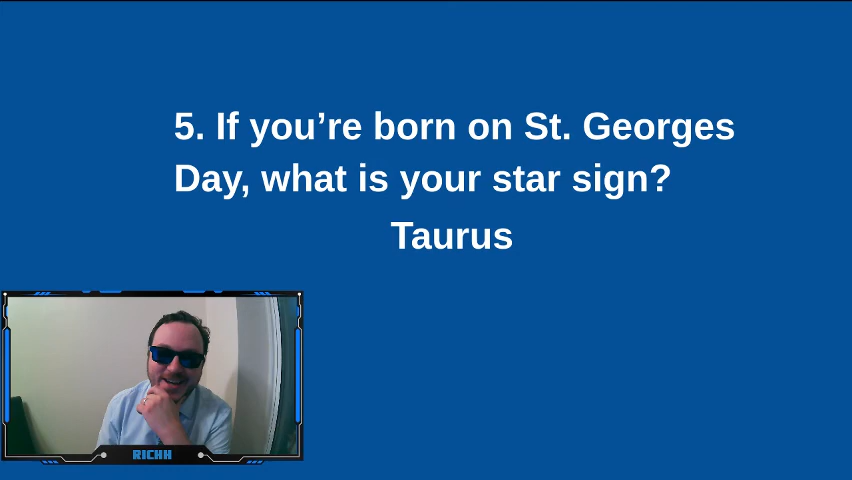 5. If you’re born on St. Georges
Day, what is your star sign?
Taurus
RICHH